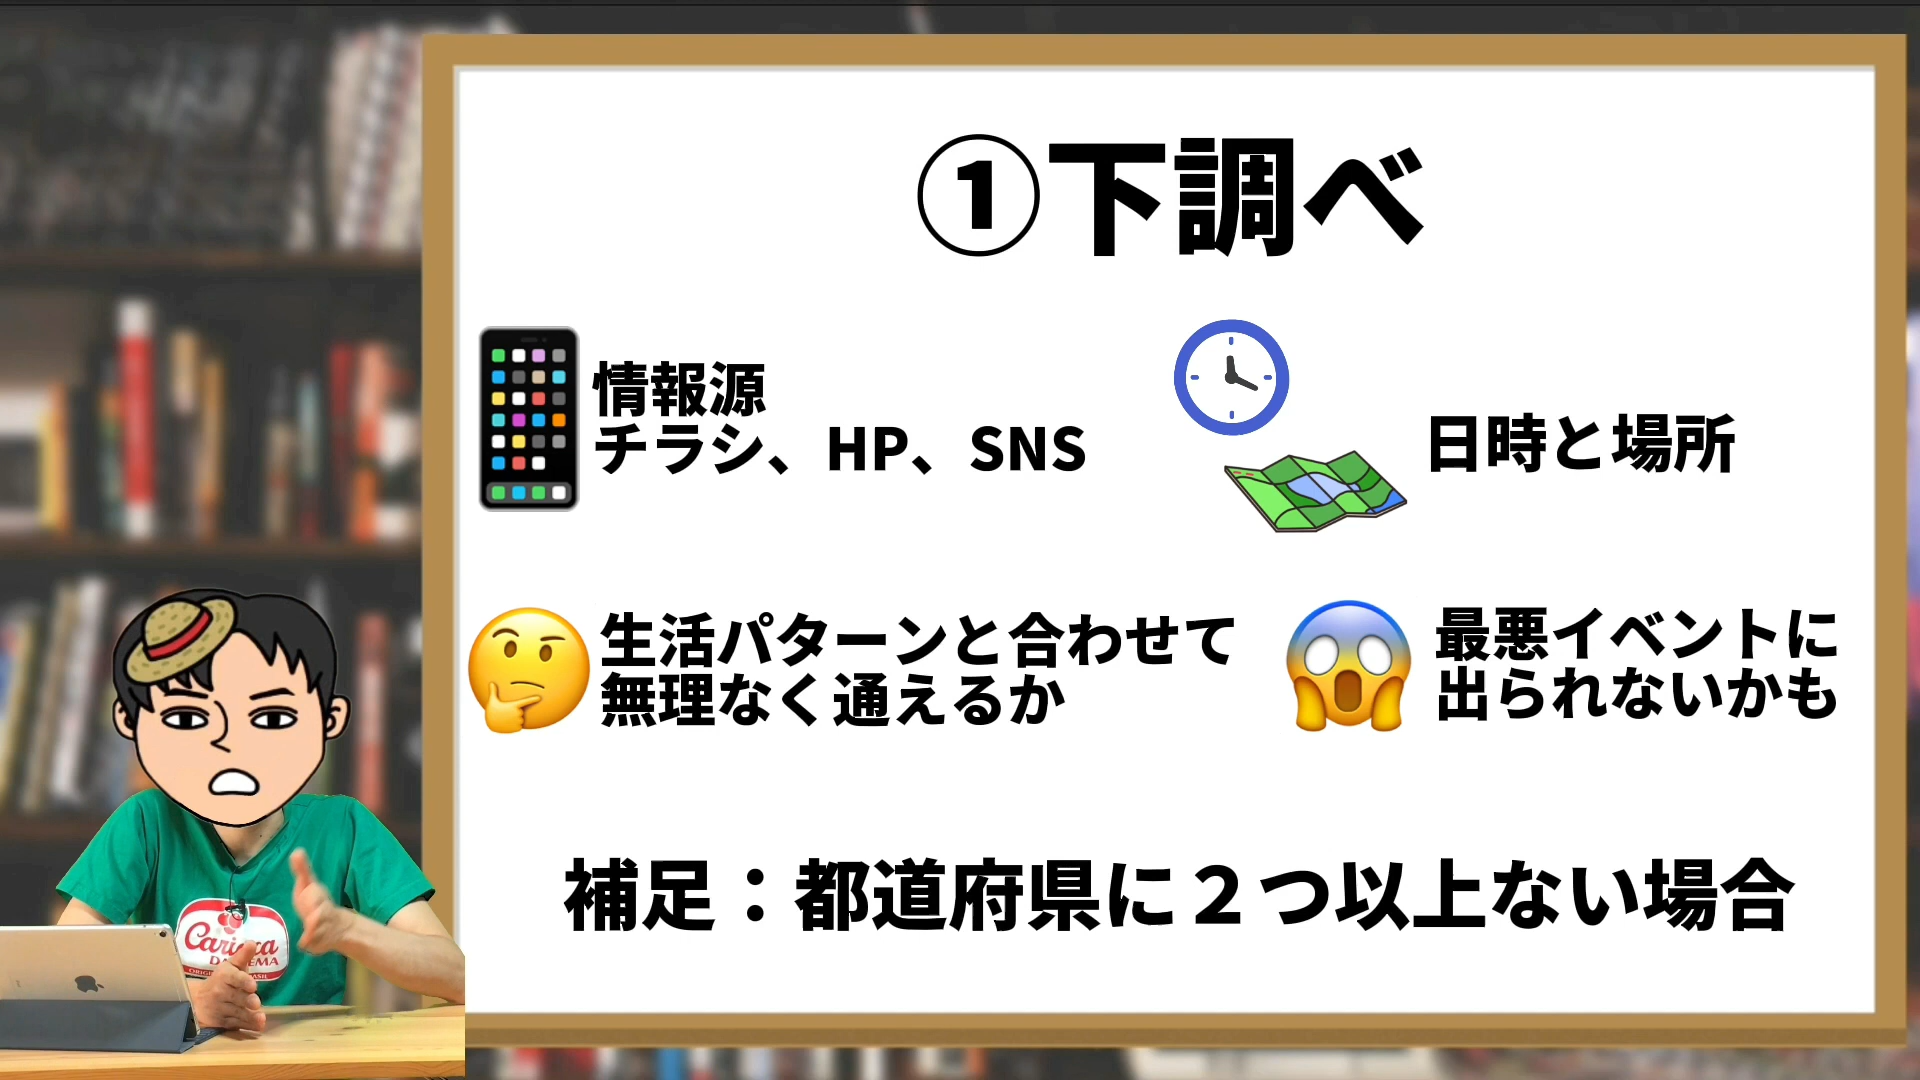 ①下調べ
情報源
チラシ、HP、SNS
日時と場所
生活パターンと合わせて
無理なく通えるか
最悪イベントに
出られないかも
補足：都道府県に２つ以上ない場合